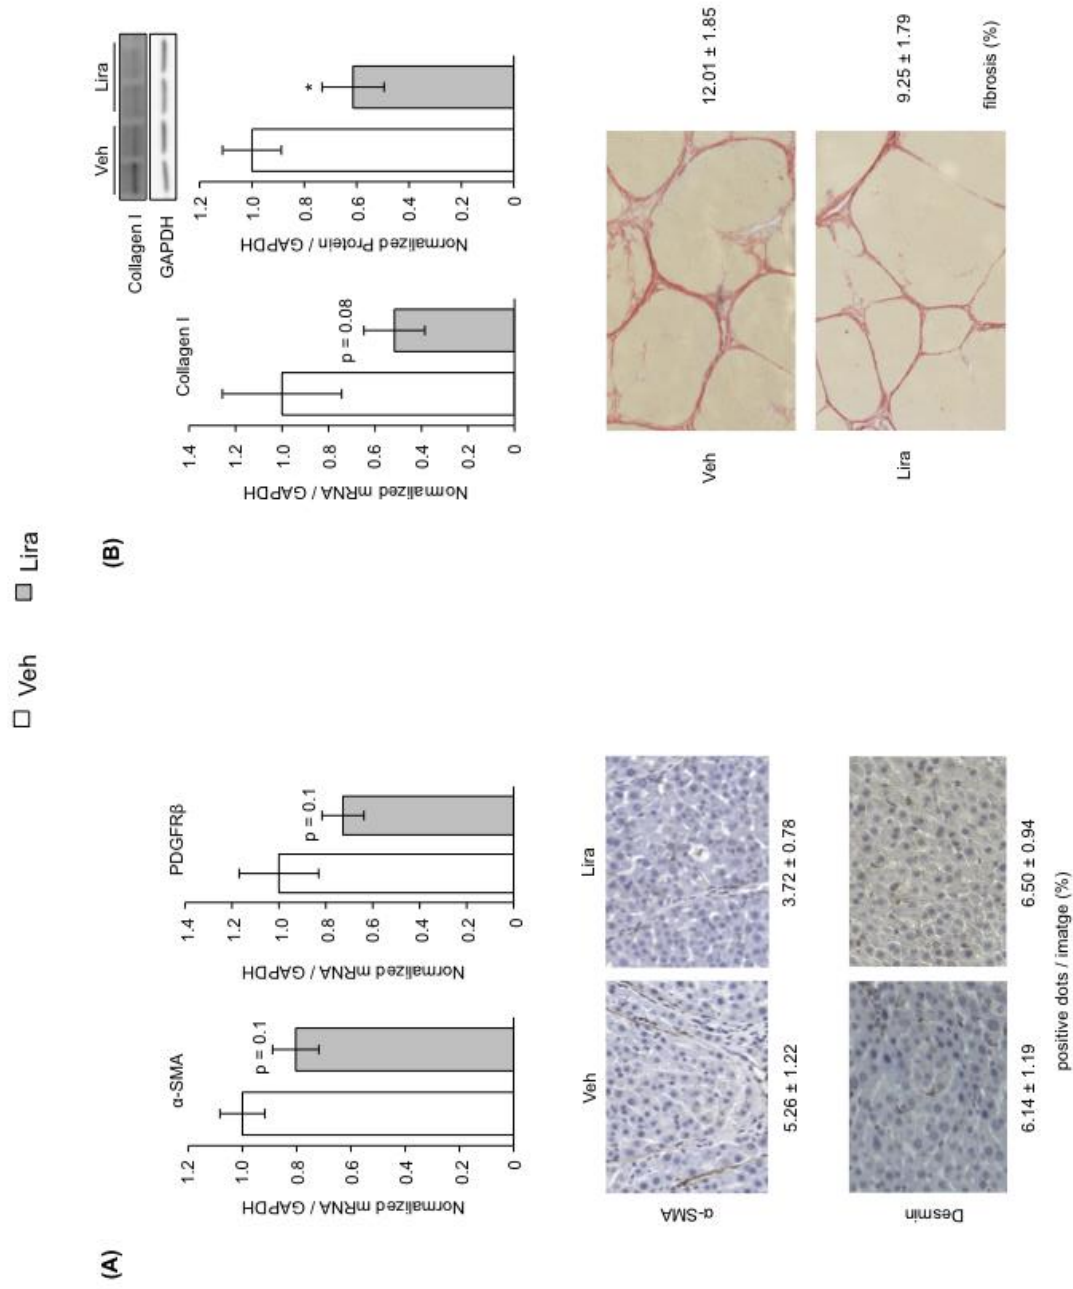 Veh Lira
(A)
α-SMA
Normalized mRNA / GAPDH
1.2
1.0
0.8
0.6
0.4
0.2
0
p = 0.1
PDGFRβ
Normalized mRNA / GAPDH
1.4
1.2
1.0
0.8
0.6
0.4
0.2
0
p = 0.1
Veh Lira
α-SMA
5.26 ± 1.22 3.72 ± 0.78
Desmin
6.14 ± 1.19 6.50 ± 0.94
positive dots / imatge (%)
(B)
Collagen I
Normalized mRNA / GAPDH
1.4
1.2
1.0
0.8
0.6
0.4
0.2
0
p = 0.08
Veh Lira
Collagen I
GAPDH
Normalized Protein / GAPDH
1.2
1.0
0.8
0.6
0.4
0.2
0
*
Veh 12.01 ± 1.85
Lira 9.25 ± 1.79
fibrosis (%)